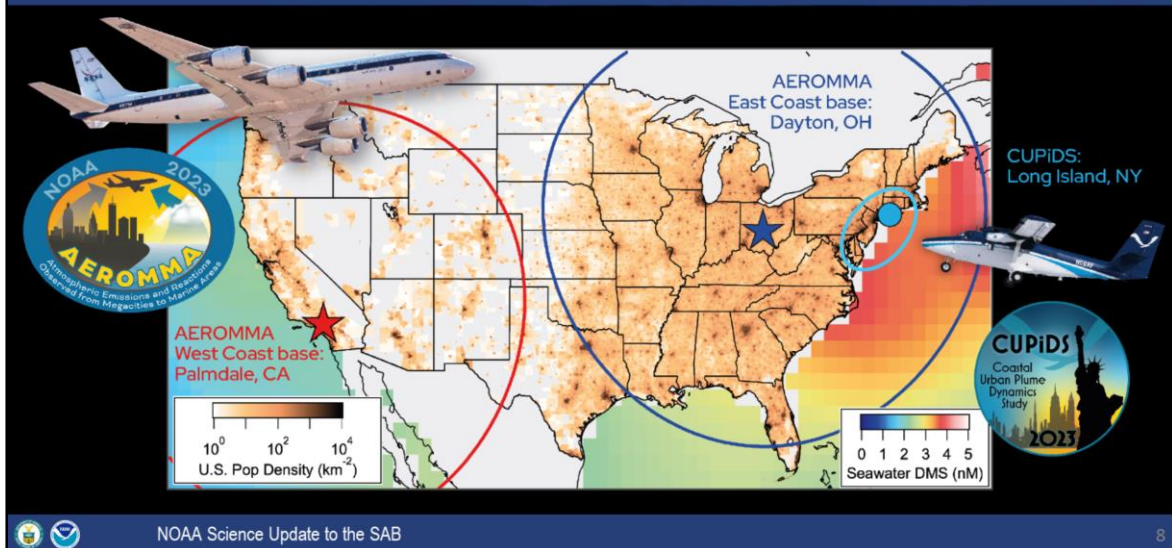 NOAA 2023
AEROMMA
Atmospheric Emissions and Reactions
Observed from Megacities to Marine Areas
AEROMMA
East Coast base:
Dayton, OH
CUPiDS:
Long Island, NY
AEROMMA
West Coast base:
Palmdale, CA
10⁰ 10² 10⁴
U.S. Pop Density (km⁻²)
0 1 2 3 4 5
Seawater DMS (nM)
CUPiDS
Coastal
Urban Plume
Dynamics
Study
2023
NOAA Science Update to the SAB
8